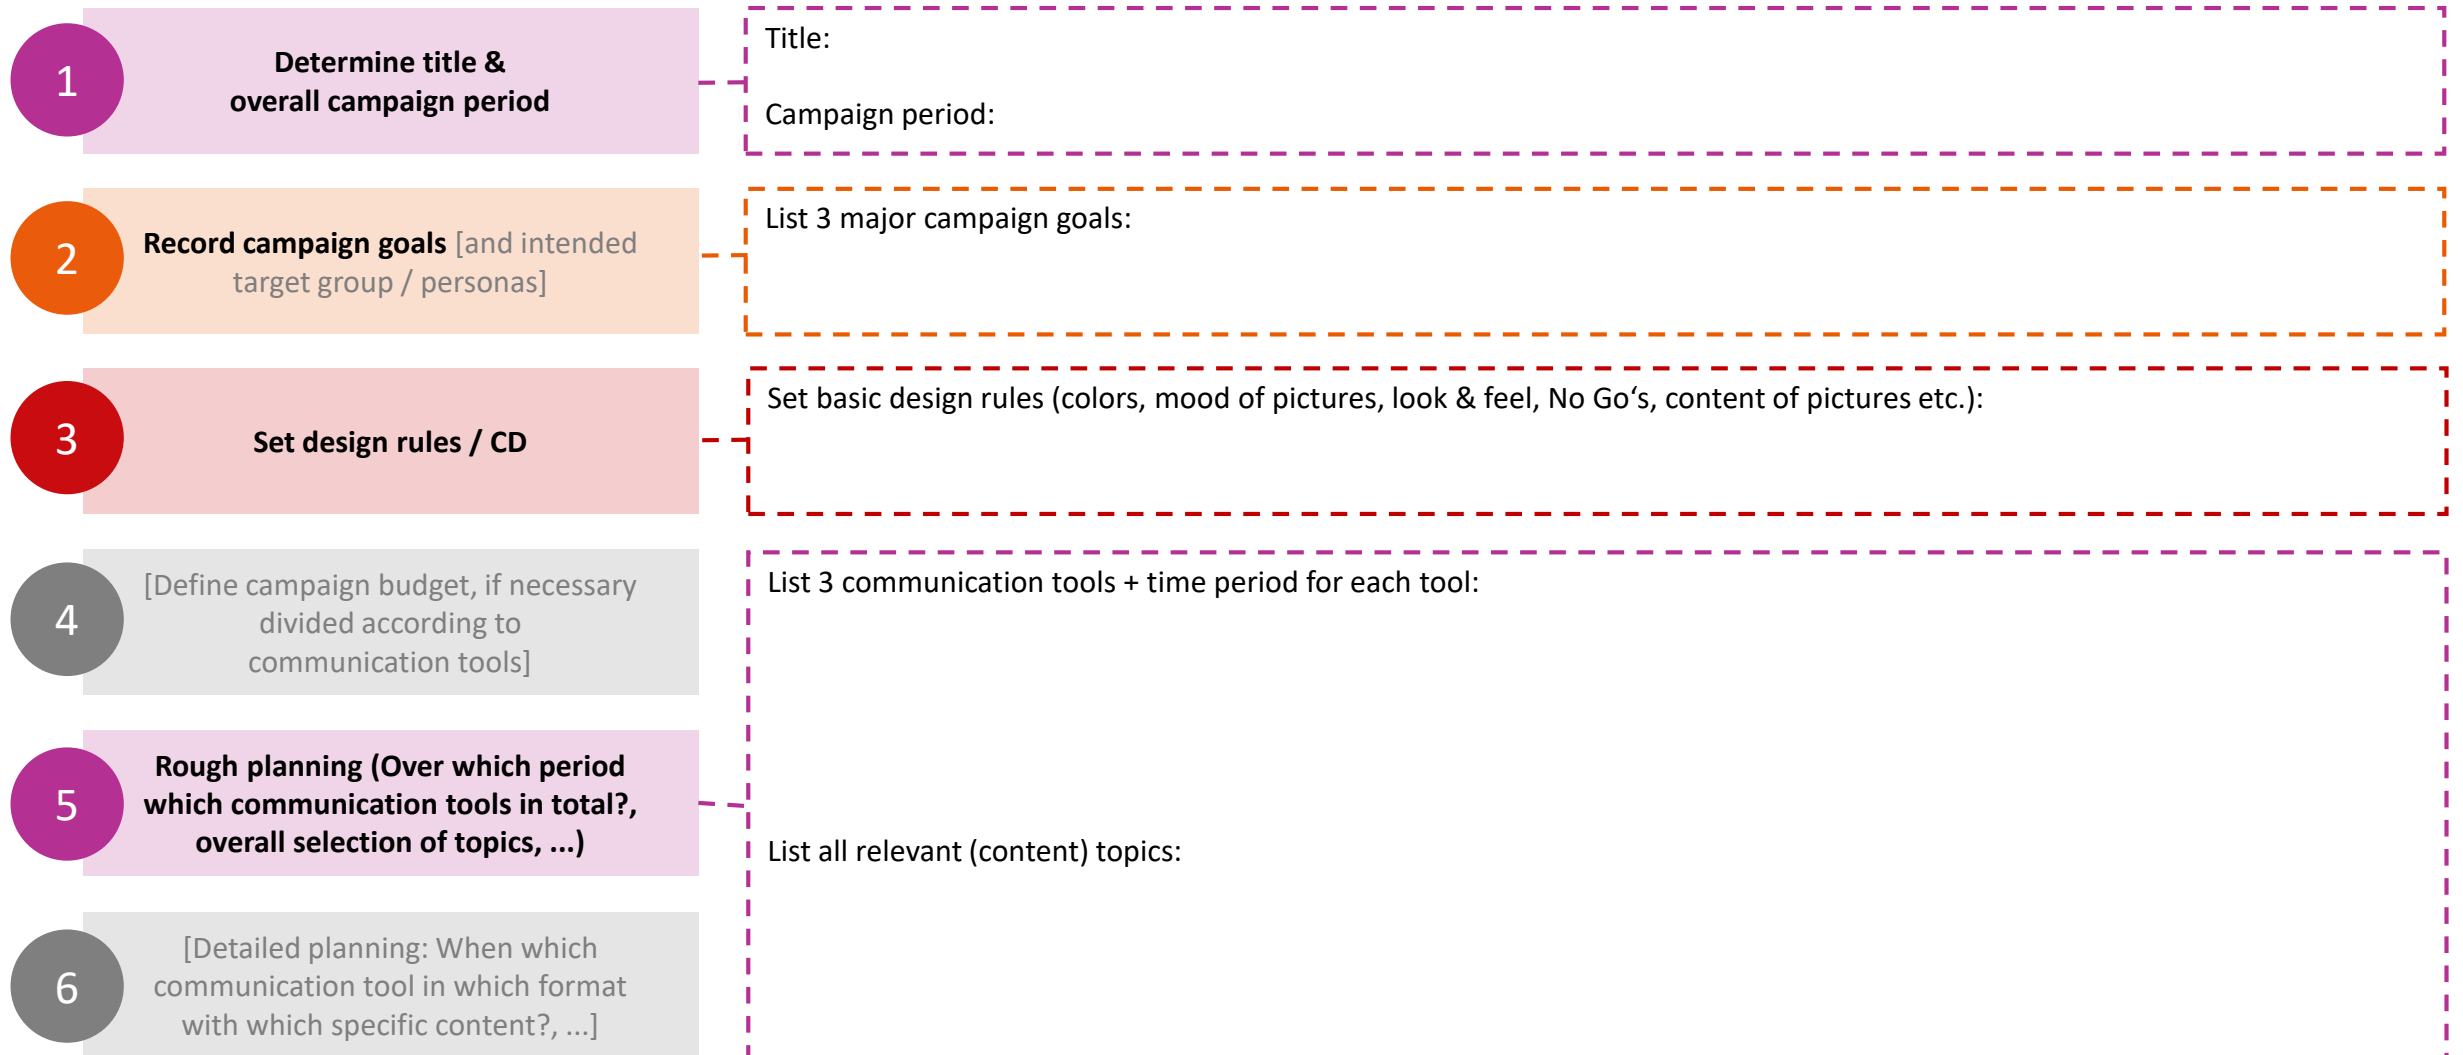 1
Determine title &
overall campaign period
Title:
Campaign period:
2
Record campaign goals [and intended
target group / personas]
List 3 major campaign goals:
3
Set design rules / CD
Set basic design rules (colors, mood of pictures, look & feel, No Go‘s, content of pictures etc.):
4
[Define campaign budget, if necessary
divided according to
communication tools]
List 3 communication tools + time period for each tool:
5
Rough planning (Over which period
which communication tools in total?,
overall selection of topics, ...)
List all relevant (content) topics:
6
[Detailed planning: When which
communication tool in which format
with which specific content?, ...]